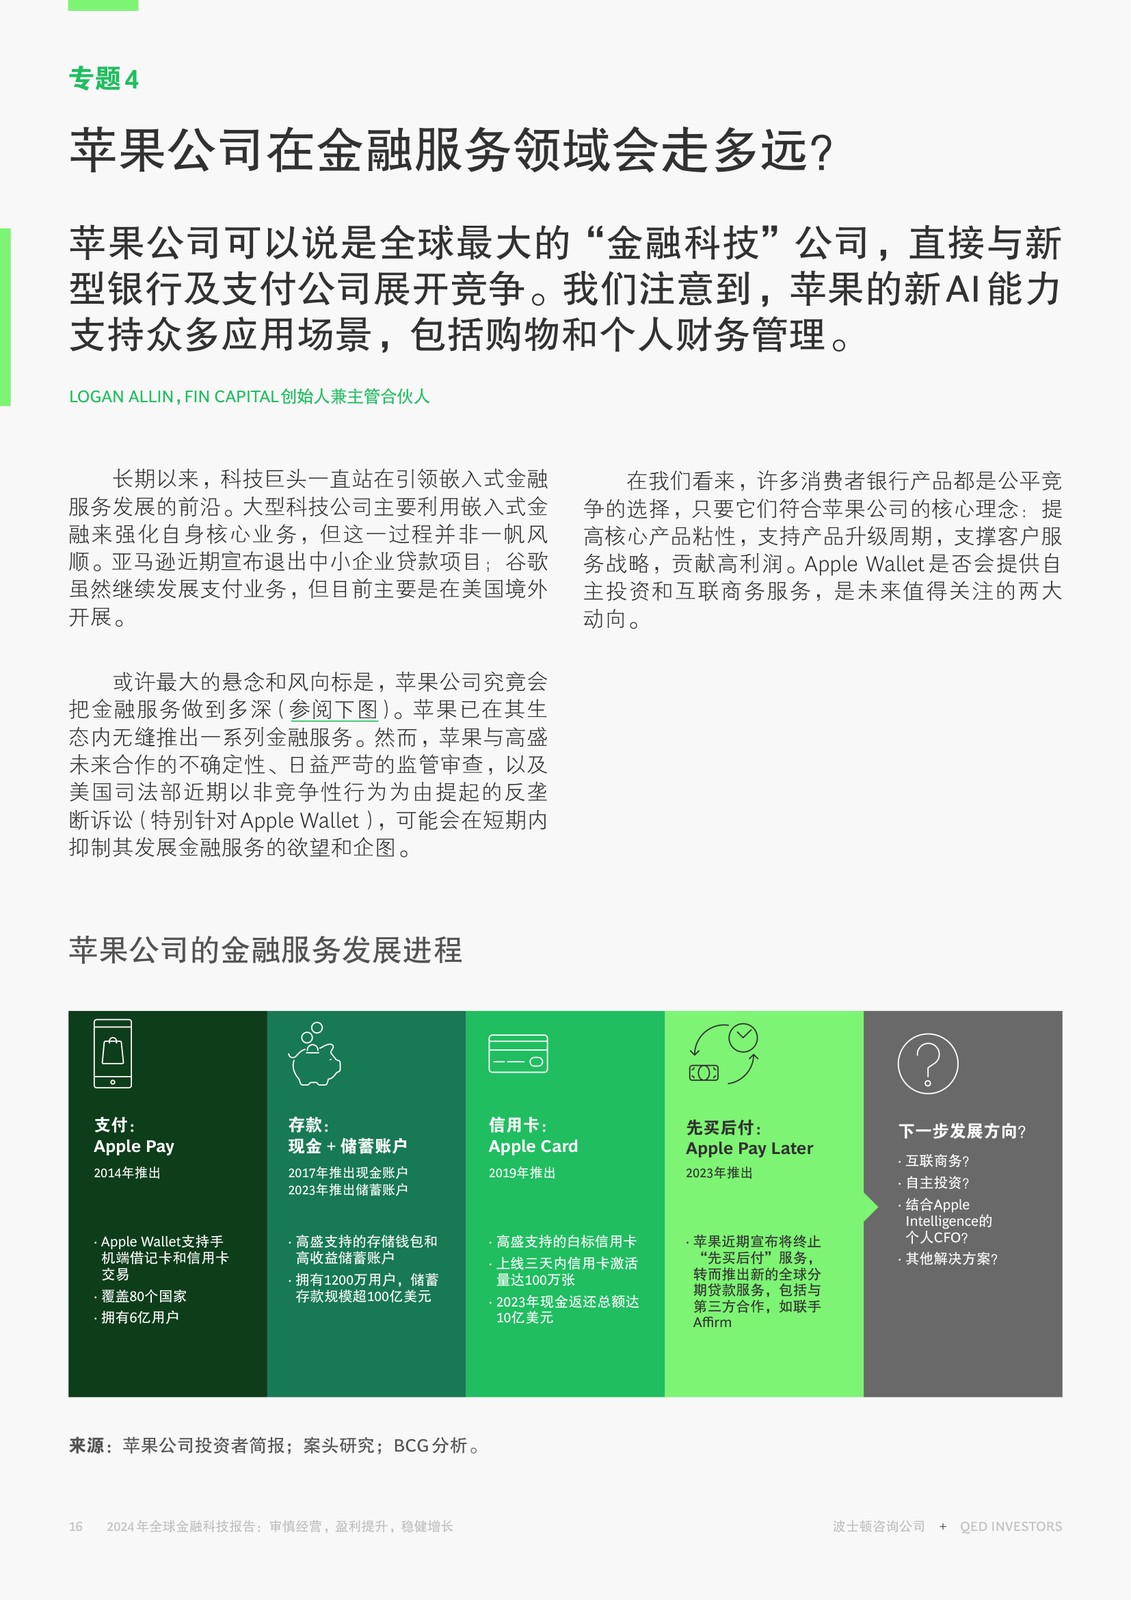 专题4
苹果公司在金融服务领域会走多远?
苹果公司可以说是全球最大的“金融科技”公司，直接与新
型银行及支付公司展开竞争。我们注意到，苹果的新AI能力
支持众多应用场景，包括购物和个人财务管理。
LOGAN ALLIN, FIN CAPITAL创始人兼主管合伙人
长期以来，科技巨头一直站在引领嵌入式金融
服务发展的前沿。大型科技公司主要利用嵌入式金
融来强化自身核心业务，但这一过程并非一帆风
顺。亚马逊近期宣布退出中小企业贷款项目；谷歌
虽然继续发展支付业务，但目前主要是在美国境外
开展。
或许最大的悬念和风向标是，苹果公司究竟会
把金融服务做到多深(参阅下图)。苹果已在其生
态内无缝推出一系列金融服务。然而，苹果与高盛
未来合作的不确定性、日益严苛的监管审查，以及
美国司法部近期以非竞争性行为为由提起的反垄
断诉讼(特别针对Apple Wallet )，可能会在短期内
抑制其发展金融服务的欲望和企图。
在我们看来，许多消费者银行产品都是公平竞
争的选择，只要它们符合苹果公司的核心理念：提
高核心产品粘性，支持产品升级周期，支撑客户服
务战略，贡献高利润。Apple Wallet是否会提供自
主投资和互联商务服务，是未来值得关注的两大
动向。
苹果公司的金融服务发展进程
支付：
Apple Pay
2014年推出
· Apple Wallet支持手
机端借记卡和信用卡
交易
· 覆盖80个国家
· 拥有6亿用户
存款：
现金 + 储蓄账户
2017年推出现金账户
2023年推出储蓄账户
· 高盛支持的存储钱包和
高收益储蓄账户
· 拥有1200万用户，储蓄
存款规模超100亿美元
信用卡：
Apple Card
2019年推出
· 高盛支持的白标信用卡
· 上线三天内信用卡激活
量达100万张
· 2023年现金返还总额达
10亿美元
先买后付：
Apple Pay Later
2023年推出
· 苹果近期宣布将终止
“先买后付”服务，
转而推出新的全球分
期贷款服务，包括与
第三方合作，如联手
Affirm
下一步发展方向?
· 互联商务?
· 自主投资?
· 结合Apple
Intelligence的
个人CFO?
· 其他解决方案?
来源：苹果公司投资者简报；案头研究；BCG分析。
16 2024年全球金融科技报告：审慎经营，盈利提升，稳健增长
波士顿咨询公司 + QED INVESTORS